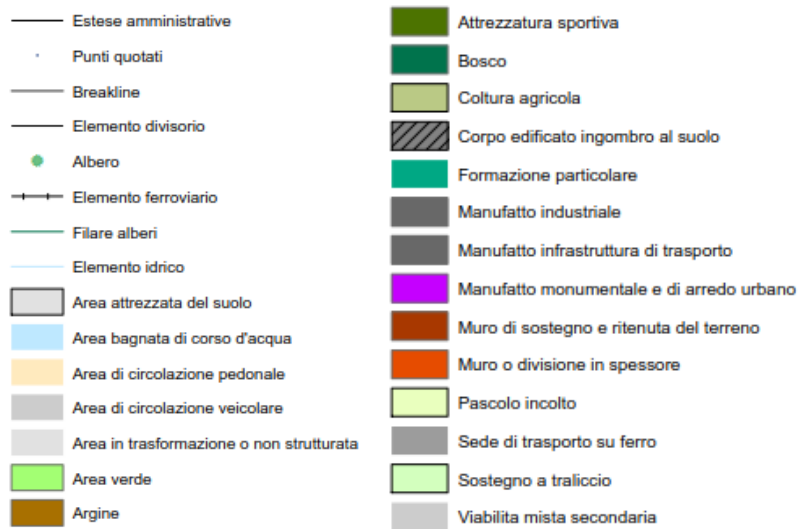 Estese amministrative
Punti quotati
Breakline
Elemento divisorio
Albero
Elemento ferroviario
Filare alberi
Elemento idrico
Area attrezzata del suolo
Area bagnata di corso d'acqua
Area di circolazione pedonale
Area di circolazione veicolare
Area in trasformazione o non strutturata
Area verde
Argine
Attrezzatura sportiva
Bosco
Coltura agricola
Corpo edificato ingombro al suolo
Formazione particolare
Manufatto industriale
Manufatto infrastruttura di trasporto
Manufatto monumentale e di arredo urbano
Muro di sostegno e ritenuta del terreno
Muro o divisione in spessore
Pascolo incolto
Sede di trasporto su ferro
Sostegno a traliccio
Viabilita mista secondaria